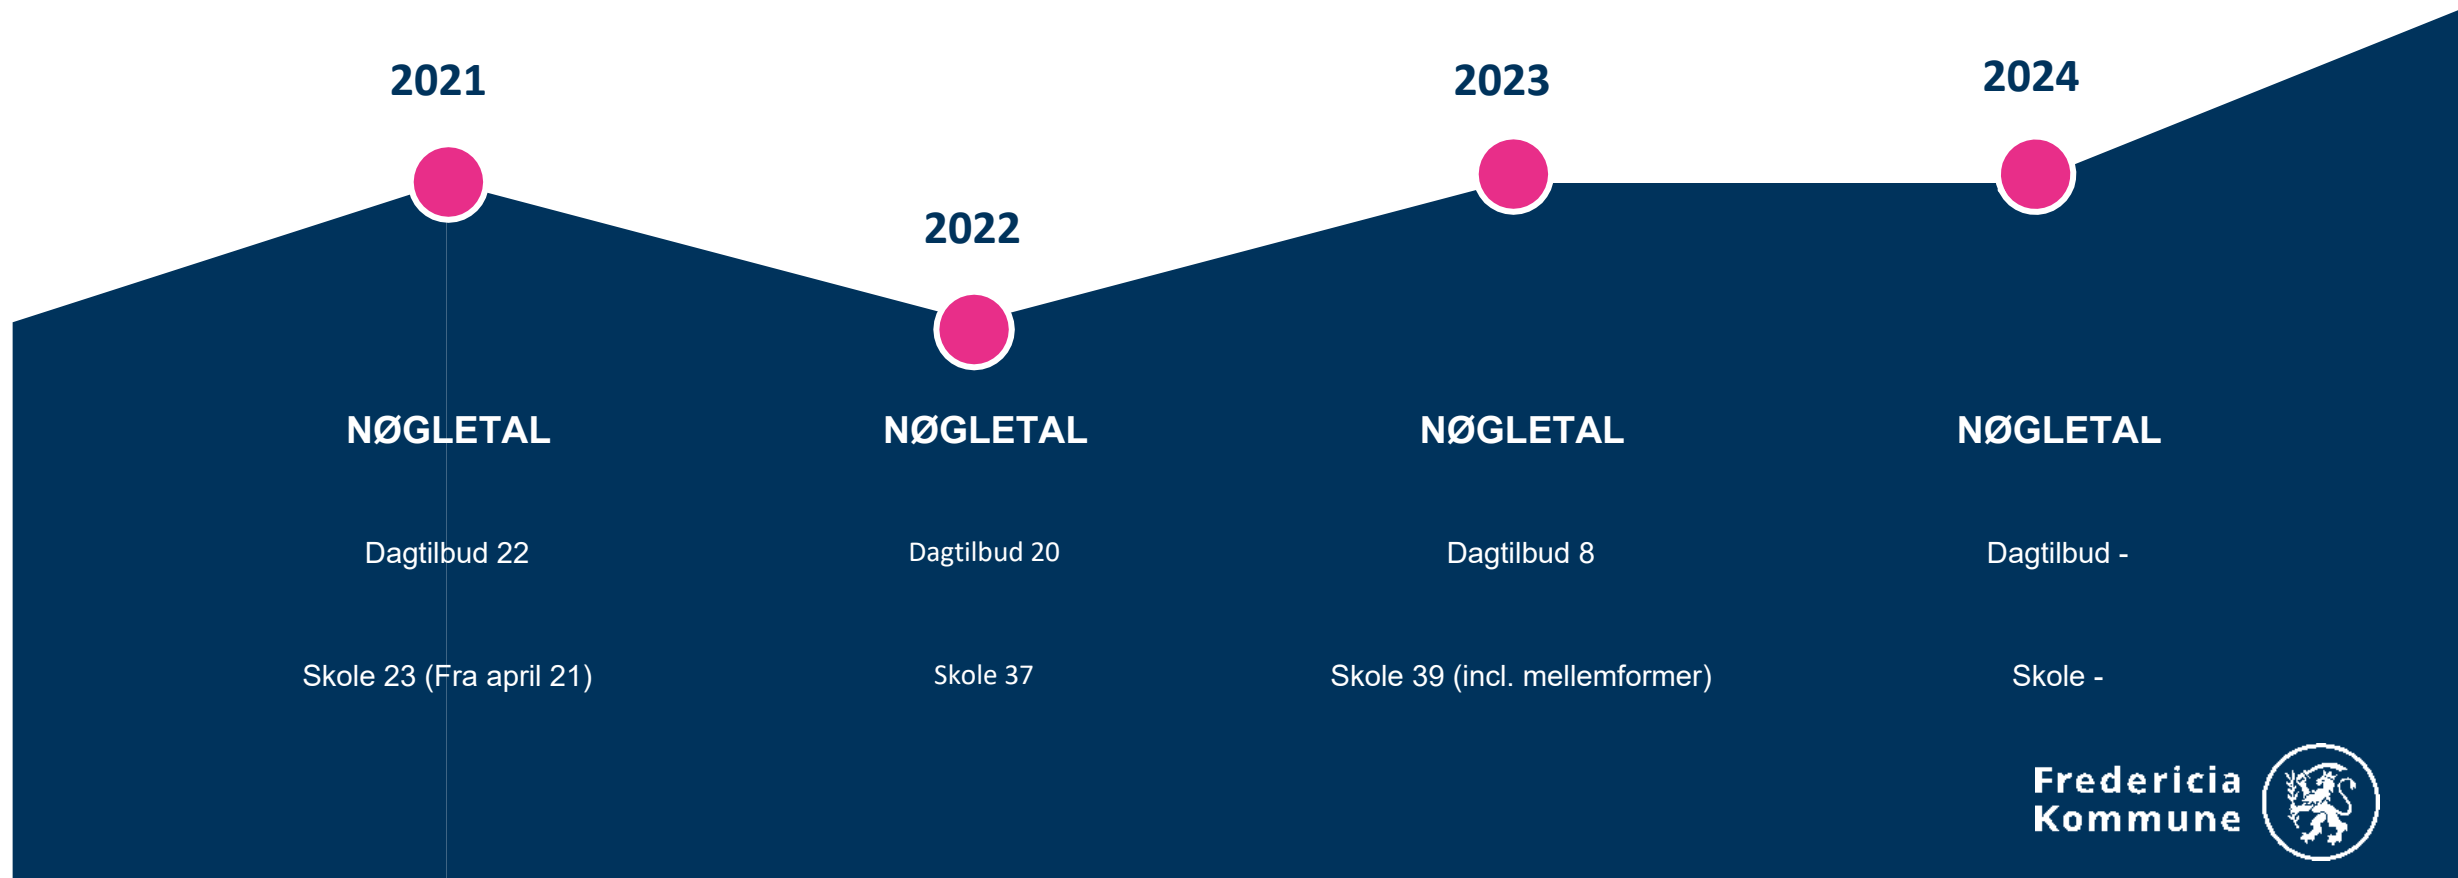 2021
2022
2023
2024
NØGLETAL
Dagtilbud 22
Skole 23 (Fra april 21)
NØGLETAL
Dagtilbud 20
Skole 37
NØGLETAL
Dagtilbud 8
Skole 39 (incl. mellemformer)
NØGLETAL
Dagtilbud -
Skole -
Fredericia
Kommune